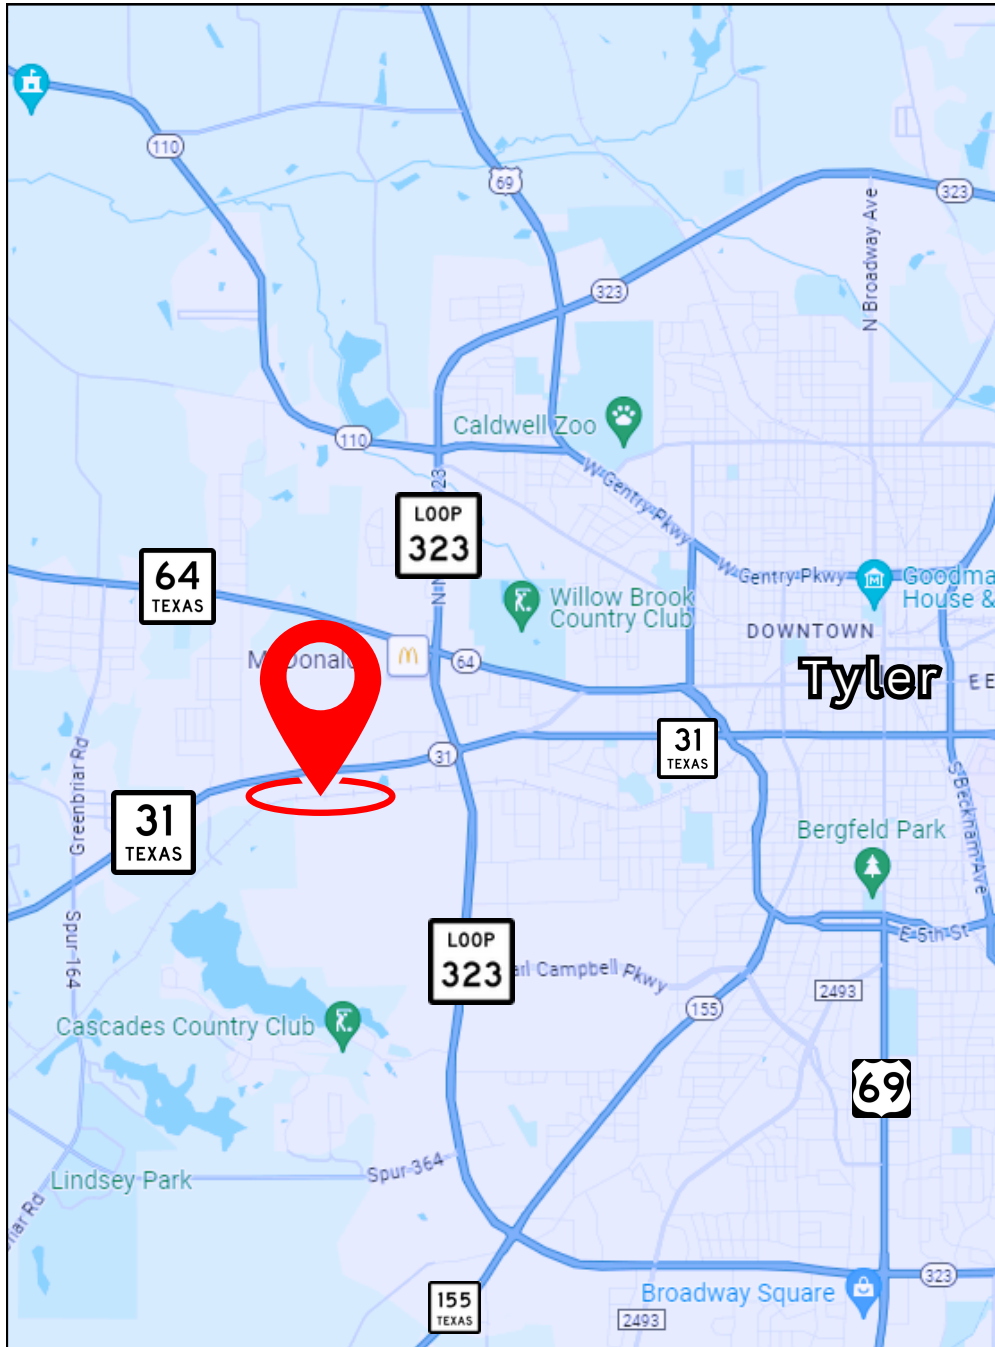 110
69
323
N Broadway Ave
323
Caldwell Zoo
110
W Gentry Pkwy
LOOP
323
64
TEXAS
W Gentry Pkwy
Willow Brook
Country Club
DOWNTOWN
McDonald
64
Tyler
31
31
TEXAS
Greenbriar Rd
31
TEXAS
S Beckham Ave
Bergfeld Park
Spur 164
LOOP
323
E 5th St
Campbell Pkwy
2493
155
Cascades Country Club
69
Spur 364
Lindsey Park
323
Broadway Square
155
TEXAS
2493